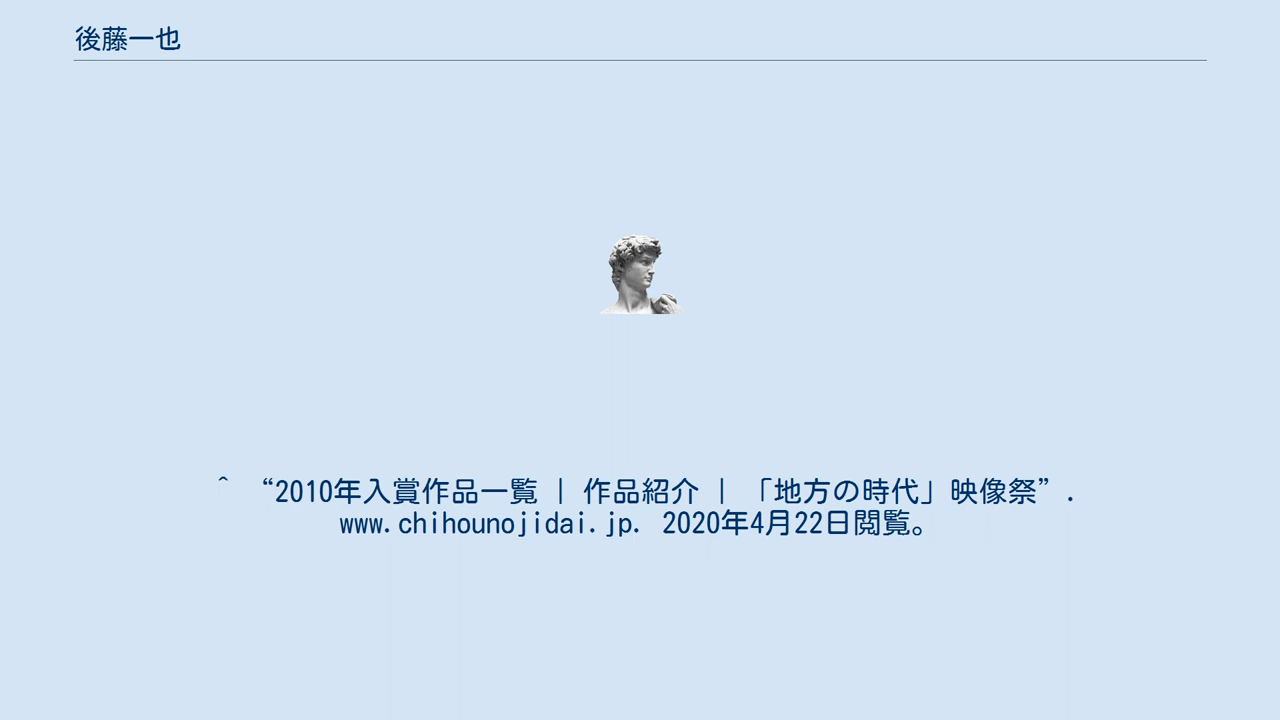 後藤一也
^ “2010年入賞作品一覧 | 作品紹介 | 「地方の時代」映像祭”.
www.chihounojidai.jp. 2020年4月22日閲覧。